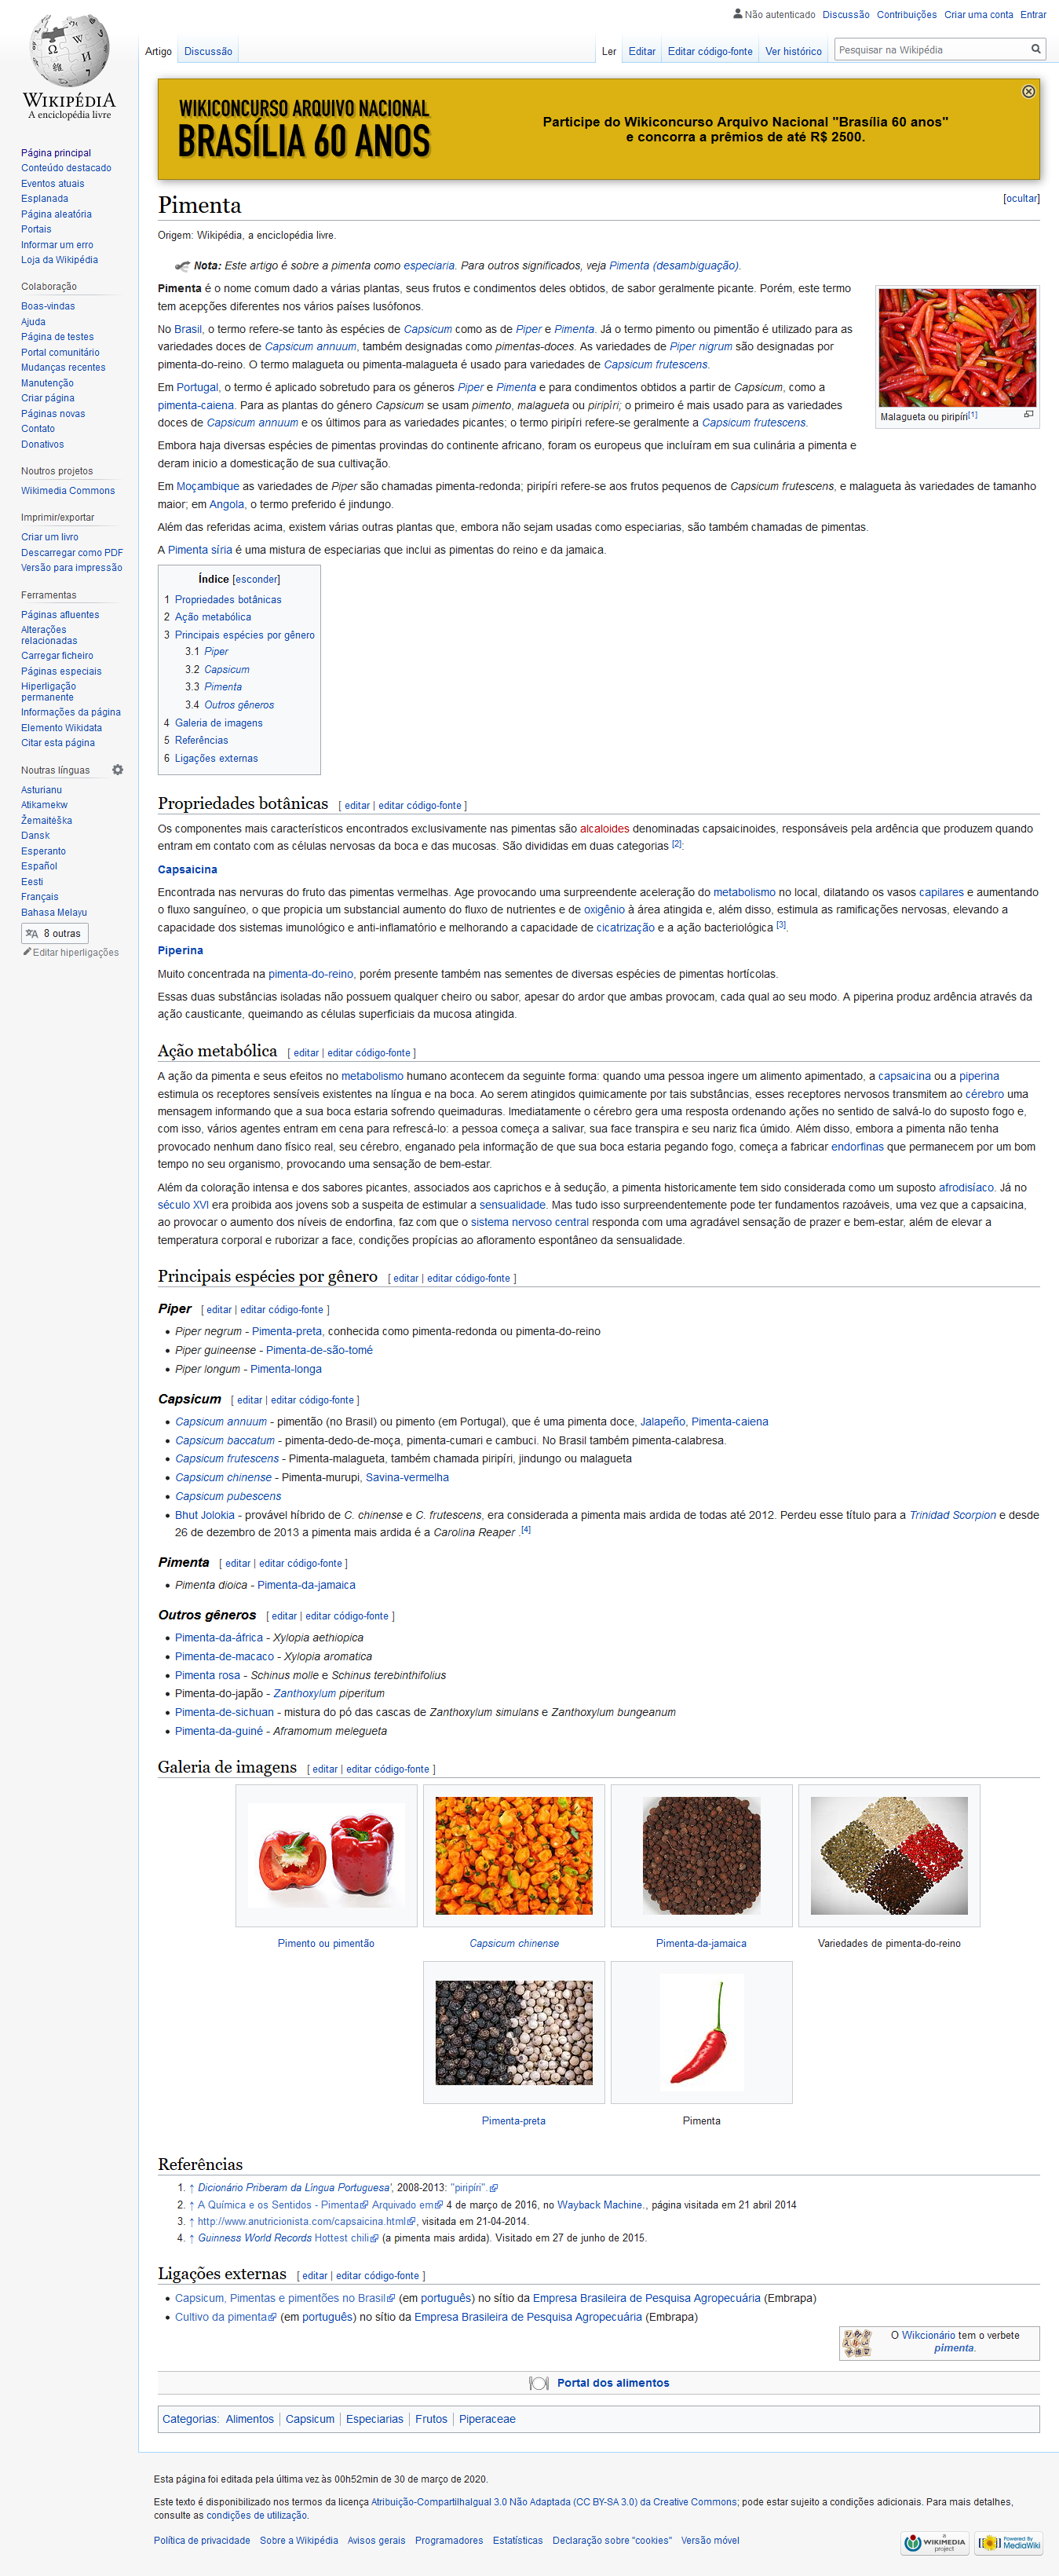 Não autenticado Discussão Contribuições Criar uma conta Entrar
Artigo Discussão Ler Editar Editar código-fonte Ver histórico Pesquisar na Wikipédia
WIKIPÉDIA
A enciclopédia livre
Página principal
Conteúdo destacado
Eventos atuais
Esplanada
Página aleatória
Portais
Informar um erro
Loja da Wikipédia
Colaboração
Boas-vindas
Ajuda
Página de testes
Portal comunitário
Mudanças recentes
Manutenção
Criar página
Páginas novas
Contato
Donativos
Noutros projetos
Wikimedia Commons
Imprimir/exportar
Criar um livro
Descarregar como PDF
Versão para impressão
Ferramentas
Páginas afluentes
Alterações
relacionadas
Carregar ficheiro
Páginas especiais
Hiperligação
permanente
Informações da página
Elemento Wikidata
Citar esta página
Noutras línguas
Asturianu
Atikamekw
Žemaitėška
Dansk
Esperanto
Español
Eesti
Français
Bahasa Melayu
8 outras
Editar hiperligações
WIKICONCURSO ARQUIVO NACIONAL
BRASÍLIA 60 ANOS
Participe do Wikiconcurso Arquivo Nacional "Brasília 60 anos"
e concorra a prêmios de até R$ 2500.
[ocultar]
Pimenta
Origem: Wikipédia, a enciclopédia livre.
Nota: Este artigo é sobre a pimenta como especiaria. Para outros significados, veja Pimenta (desambiguação).
Pimenta é o nome comum dado a várias plantas, seus frutos e condimentos deles obtidos, de sabor geralmente picante. Porém, este termo
tem acepções diferentes nos vários países lusófonos.
Malagueta ou piripíri[1]
No Brasil, o termo refere-se tanto às espécies de Capsicum como as de Piper e Pimenta. Já o termo pimento ou pimentão é utilizado para as
variedades doces de Capsicum annuum, também designadas como pimentas-doces. As variedades de Piper nigrum são designadas por
pimenta-do-reino. O termo malagueta ou pimenta-malagueta é usado para variedades de Capsicum frutescens.
Em Portugal, o termo é aplicado sobretudo para os géneros Piper e Pimenta e para condimentos obtidos a partir de Capsicum, como a
pimenta-caiena. Para as plantas do género Capsicum se usam pimento, malagueta ou piripíri; o primeiro é mais usado para as variedades
doces de Capsicum annuum e os últimos para as variedades picantes; o termo piripíri refere-se geralmente a Capsicum frutescens.
Embora haja diversas espécies de pimentas provindas do continente africano, foram os europeus que incluíram em sua culinária a pimenta e
deram inicio a domesticação de sua cultivação.
Em Moçambique as variedades de Piper são chamadas pimenta-redonda; piripíri refere-se aos frutos pequenos de Capsicum frutescens, e malagueta às variedades de tamanho
maior; em Angola, o termo preferido é jindungo.
Além das referidas acima, existem várias outras plantas que, embora não sejam usadas como especiarias, são também chamadas de pimentas.
A Pimenta síria é uma mistura de especiarias que inclui as pimentas do reino e da jamaica.
Índice [esconder]
1 Propriedades botânicas
2 Ação metabólica
3 Principais espécies por gênero
3.1 Piper
3.2 Capsicum
3.3 Pimenta
3.4 Outros gêneros
4 Galeria de imagens
5 Referências
6 Ligações externas
Propriedades botânicas [ editar | editar código-fonte ]
Os componentes mais característicos encontrados exclusivamente nas pimentas são alcaloides denominadas capsaicinoides, responsáveis pela ardência que produzem quando
entram em contato com as células nervosas da boca e das mucosas. São divididas em duas categorias [2]:
Capsaicina
Encontrada nas nervuras do fruto das pimentas vermelhas. Age provocando uma surpreendente aceleração do metabolismo no local, dilatando os vasos capilares e aumentando
o fluxo sanguíneo, o que propicia um substancial aumento do fluxo de nutrientes e de oxigênio à área atingida e, além disso, estimula as ramificações nervosas, elevando a
capacidade dos sistemas imunológico e anti-inflamatório e melhorando a capacidade de cicatrização e a ação bacteriológica [3].
Piperina
Muito concentrada na pimenta-do-reino, porém presente também nas sementes de diversas espécies de pimentas hortícolas.
Essas duas substâncias isoladas não possuem qualquer cheiro ou sabor, apesar do ardor que ambas provocam, cada qual ao seu modo. A piperina produz ardência através da
ação causticante, queimando as células superficiais da mucosa atingida.
Ação metabólica [ editar | editar código-fonte ]
A ação da pimenta e seus efeitos no metabolismo humano acontecem da seguinte forma: quando uma pessoa ingere um alimento apimentado, a capsaicina ou a piperina
estimula os receptores sensíveis existentes na língua e na boca. Ao serem atingidos quimicamente por tais substâncias, esses receptores nervosos transmitem ao cérebro uma
mensagem informando que a sua boca estaria sofrendo queimaduras. Imediatamente o cérebro gera uma resposta ordenando ações no sentido de salvá-lo do suposto fogo e,
com isso, vários agentes entram em cena para refrescá-lo: a pessoa começa a salivar, sua face transpira e seu nariz fica úmido. Além disso, embora a pimenta não tenha
provocado nenhum dano físico real, seu cérebro, enganado pela informação de que sua boca estaria pegando fogo, começa a fabricar endorfinas que permanecem por um bom
tempo no seu organismo, provocando uma sensação de bem-estar.
Além da coloração intensa e dos sabores picantes, associados aos caprichos e à sedução, a pimenta historicamente tem sido considerada como um suposto afrodisíaco. Já no
século XVI era proibida aos jovens sob a suspeita de estimular a sensualidade. Mas tudo isso surpreendentemente pode ter fundamentos razoáveis, uma vez que a capsaicina,
ao provocar o aumento dos níveis de endorfina, faz com que o sistema nervoso central responda com uma agradável sensação de prazer e bem-estar, além de elevar a
temperatura corporal e ruborizar a face, condições propícias ao afloramento espontâneo da sensualidade.
Principais espécies por gênero [ editar | editar código-fonte ]
Piper [ editar | editar código-fonte ]
• Piper negrum - Pimenta-preta, conhecida como pimenta-redonda ou pimenta-do-reino
• Piper guineense - Pimenta-de-são-tomé
• Piper longum - Pimenta-longa
Capsicum [ editar | editar código-fonte ]
• Capsicum annuum - pimentão (no Brasil) ou pimento (em Portugal), que é uma pimenta doce, Jalapeño, Pimenta-caiena
• Capsicum baccatum - pimenta-dedo-de-moça, pimenta-cumari e cambuci. No Brasil também pimenta-calabresa.
• Capsicum frutescens - Pimenta-malagueta, também chamada piripíri, jindungo ou malagueta
• Capsicum chinense - Pimenta-murupi, Savina-vermelha
• Capsicum pubescens
• Bhut Jolokia - provável híbrido de C. chinense e C. frutescens, era considerada a pimenta mais ardida de todas até 2012. Perdeu esse título para a Trinidad Scorpion e desde
26 de dezembro de 2013 a pimenta mais ardida é a Carolina Reaper .[4]
Pimenta [ editar | editar código-fonte ]
• Pimenta dioica - Pimenta-da-jamaica
Outros gêneros [ editar | editar código-fonte ]
• Pimenta-da-áfrica - Xylopia aethiopica
• Pimenta-de-macaco - Xylopia aromatica
• Pimenta rosa - Schinus molle e Schinus terebinthifolius
• Pimenta-do-japão - Zanthoxylum piperitum
• Pimenta-de-sichuan - mistura do pó das cascas de Zanthoxylum simulans e Zanthoxylum bungeanum
• Pimenta-da-guiné - Aframomum melegueta
Galeria de imagens [ editar | editar código-fonte ]
Pimento ou pimentão Capsicum chinense Pimenta-da-jamaica Variedades de pimenta-do-reino
Pimenta-preta Pimenta
Referências
1. ↑ Dicionário Priberam da Língua Portuguesa', 2008-2013: "piripíri".
2. ↑ A Química e os Sentidos - Pimenta Arquivado em 4 de março de 2016, no Wayback Machine., página visitada em 21 abril 2014
3. ↑ http://www.anutricionista.com/capsaicina.html, visitada em 21-04-2014.
4. ↑ Guinness World Records Hottest chili (a pimenta mais ardida). Visitado em 27 de junho de 2015.
Ligações externas [ editar | editar código-fonte ]
• Capsicum, Pimentas e pimentões no Brasil (em português) no sítio da Empresa Brasileira de Pesquisa Agropecuária (Embrapa)
• Cultivo da pimenta (em português) no sítio da Empresa Brasileira de Pesquisa Agropecuária (Embrapa)
O Wikcionário tem o verbete
pimenta.
Portal dos alimentos
Categorias: Alimentos | Capsicum | Especiarias | Frutos | Piperaceae
Esta página foi editada pela última vez às 00h52min de 30 de março de 2020.
Este texto é disponibilizado nos termos da licença Atribuição-CompartilhaIgual 3.0 Não Adaptada (CC BY-SA 3.0) da Creative Commons; pode estar sujeito a condições adicionais. Para mais detalhes,
consulte as condições de utilização.
Política de privacidade Sobre a Wikipédia Avisos gerais Programadores Estatísticas Declaração sobre "cookies" Versão móvel
A WIKIMEDIA project
Powered By MediaWiki